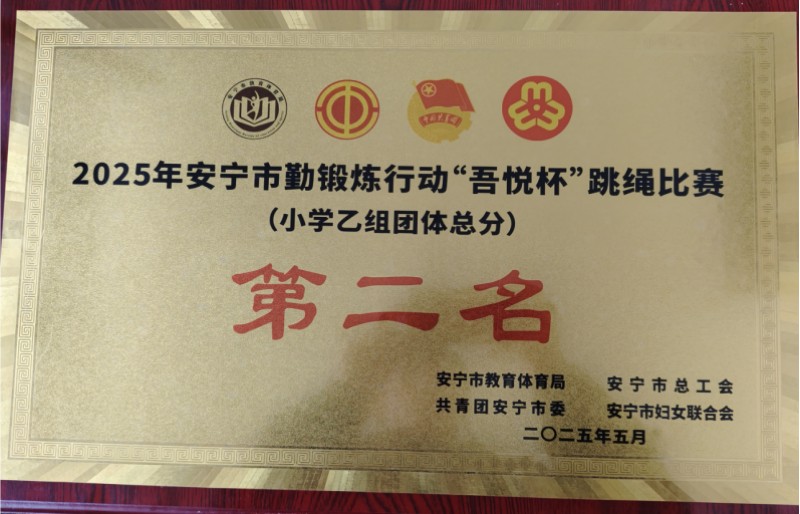 2025年安宁市勤锻炼行动“吾悦杯”跳绳比赛
（小学乙组团体总分）
第二名
安宁市教育体育局 安宁市总工会
共青团安宁市委 安宁市妇女联合会
二〇二五年五月